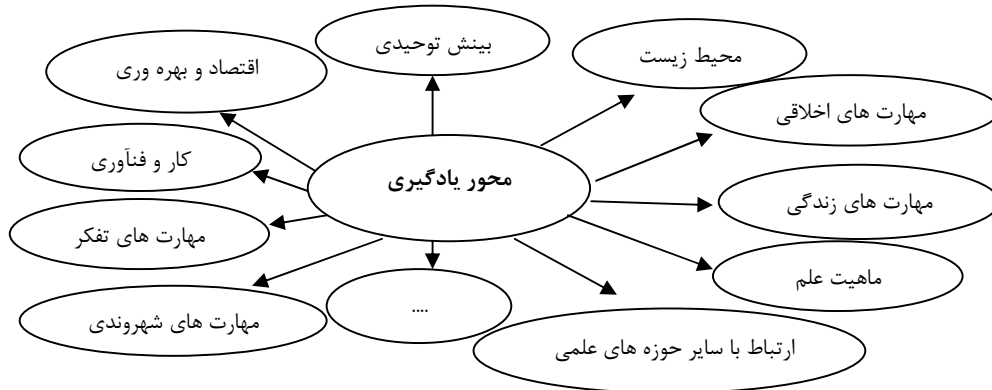 بینش توحیدی
محیط زیست
اقتصاد و بهره وری
مهارت های اخلاقی
کار و فنآوری
محور یادگیری
مهارت های زندگی
مهارت های تفکر
ماهیت علم
....
مهارت های شهروندی
ارتباط با سایر حوزه های علمی